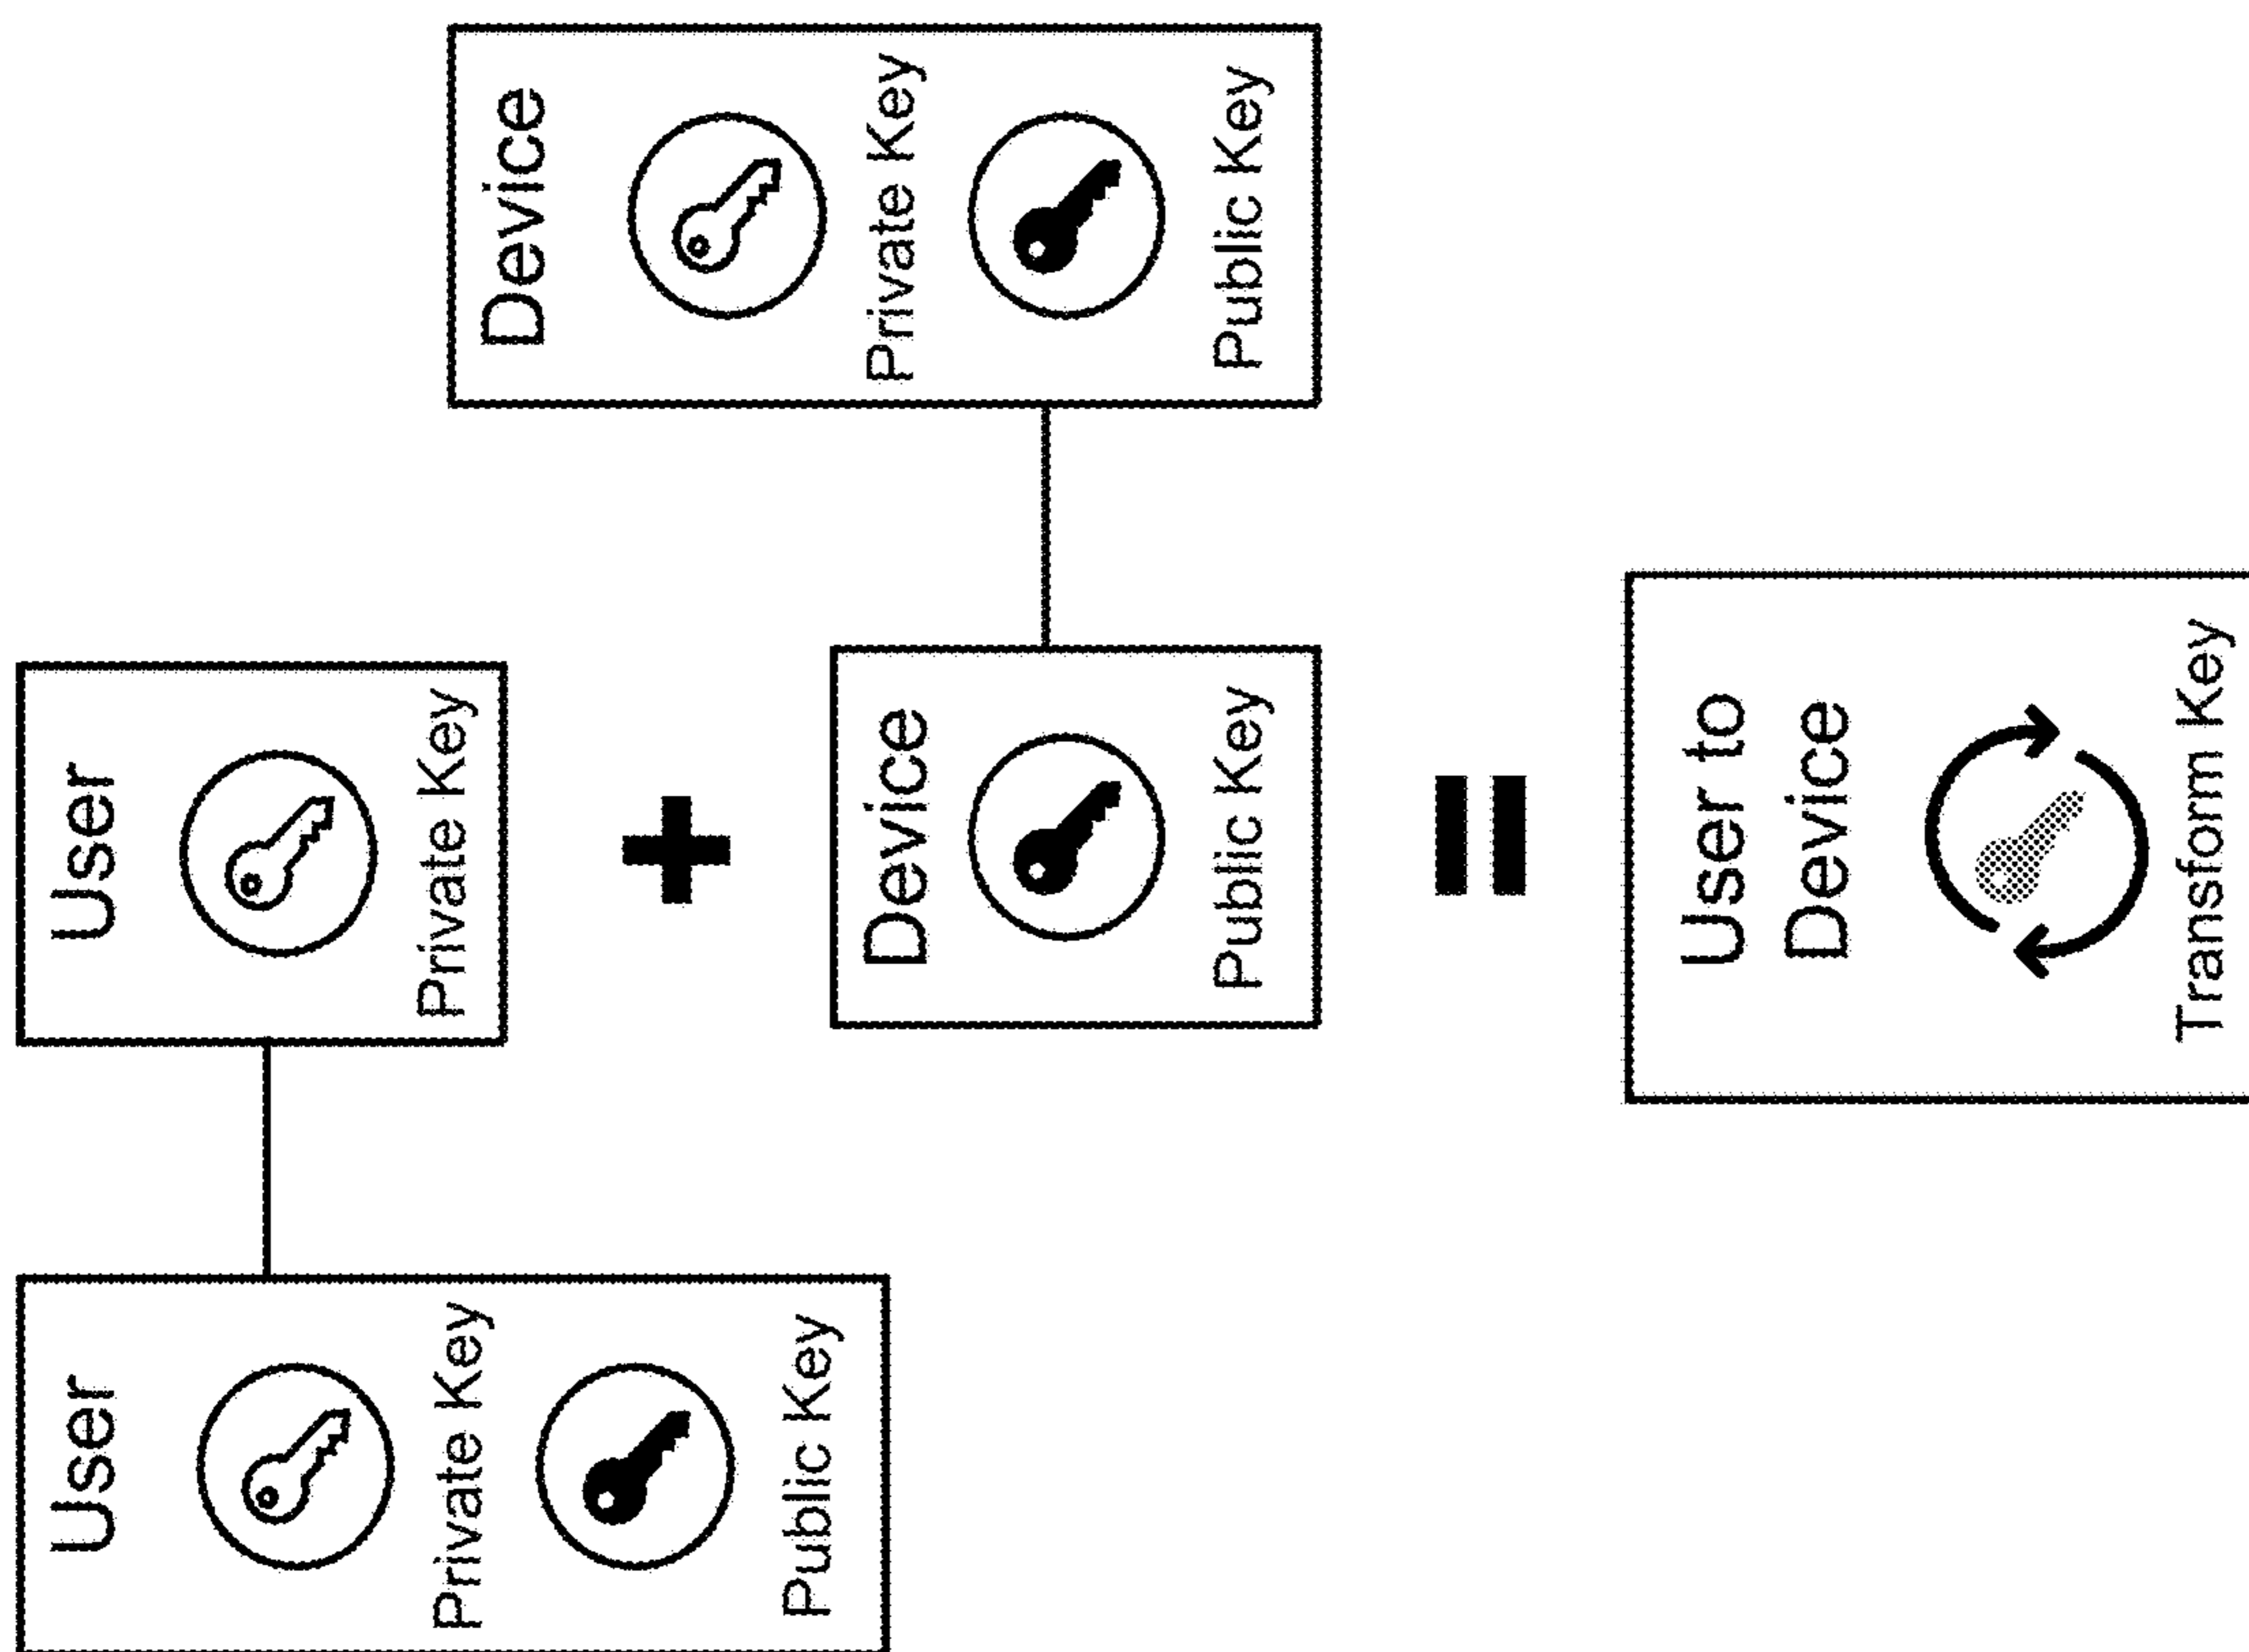 User
Private Key
Public Key
User
Private Key
+
Device
Public Key
=
User to
Device
Transform Key
Device
Private Key
Public Key